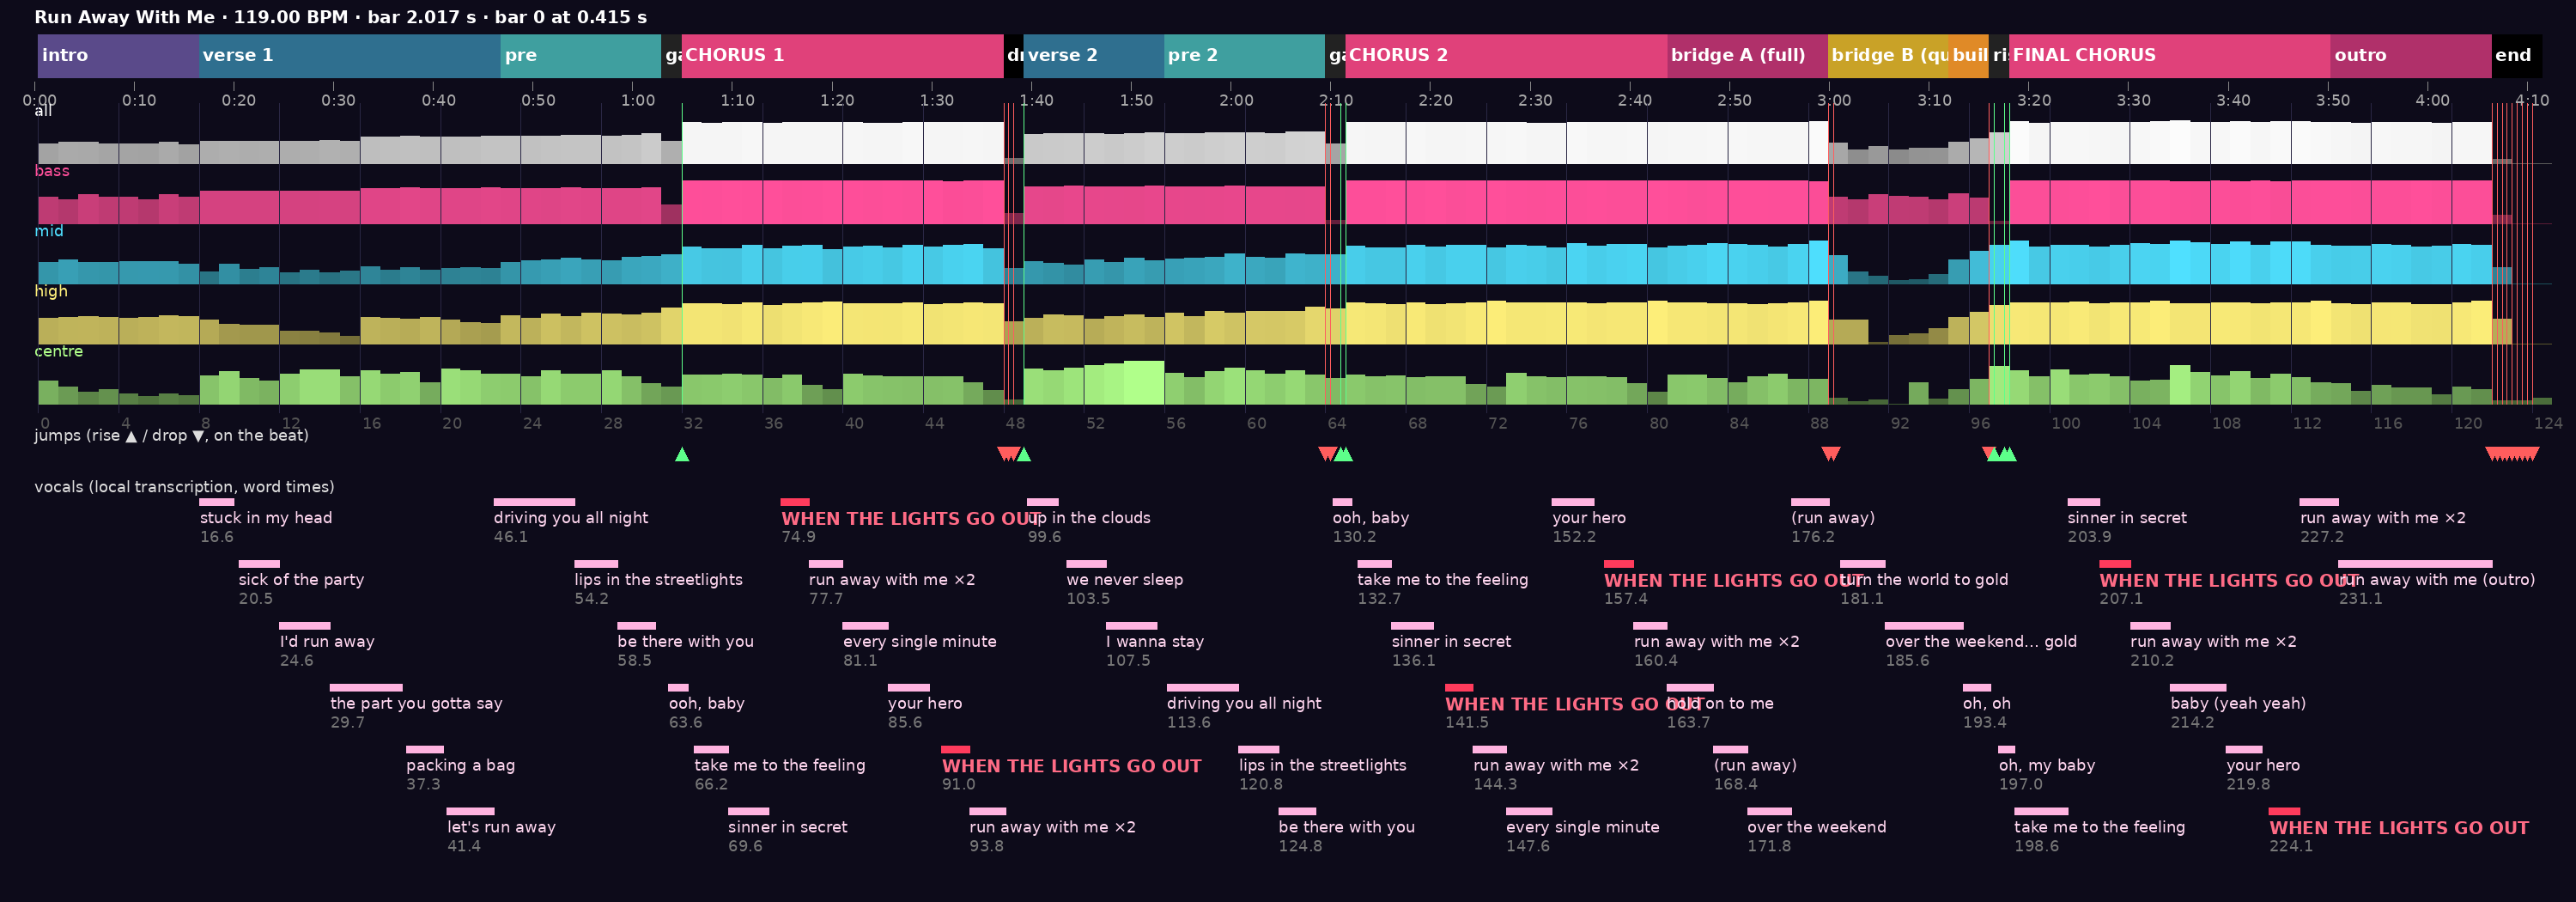 Run Away With Me · 119.00 BPM · bar 2.017 s · bar 0 at 0.415 s
intro verse 1 pre ga CHORUS 1 dr verse 2 pre 2 ga CHORUS 2 bridge A (full) bridge B (qu buil ris FINAL CHORUS outro end
0:00 0:10 0:20 0:30 0:40 0:50 1:00 1:10 1:20 1:30 1:40 1:50 2:00 2:10 2:20 2:30 2:40 2:50 3:00 3:10 3:20 3:30 3:40 3:50 4:00 4:10
all
bass
mid
high
centre
0 4 8 12 16 20 24 28 32 36 40 44 48 52 56 60 64 68 72 76 80 84 88 92 96 100 104 108 112 116 120 124
jumps (rise ▲ / drop ▼, on the beat)
vocals (local transcription, word times)
stuck in my head driving you all night WHEN THE LIGHTS GO OUT up in the clouds ooh, baby your hero (run away) sinner in secret run away with me ×2
16.6 46.1 74.9 99.6 130.2 152.2 176.2 203.9 227.2
sick of the party lips in the streetlights run away with me ×2 we never sleep take me to the feeling WHEN THE LIGHTS GO OUT turn the world to gold WHEN THE LIGHTS GO OUT run away with me (outro)
20.5 54.2 77.7 103.5 132.7 157.4 181.1 207.1 231.1
I'd run away be there with you every single minute I wanna stay sinner in secret run away with me ×2 over the weekend... gold run away with me ×2
24.6 58.5 81.1 107.5 136.1 160.4 185.6 210.2
the part you gotta say ooh, baby your hero driving you all night WHEN THE LIGHTS GO OUT hold on to me oh, oh baby (yeah yeah)
29.7 63.6 85.6 113.6 141.5 163.7 193.4 214.2
packing a bag take me to the feeling WHEN THE LIGHTS GO OUT lips in the streetlights run away with me ×2 (run away) oh, my baby your hero
37.3 66.2 91.0 120.8 144.3 168.4 197.0 219.8
let's run away sinner in secret run away with me ×2 be there with you every single minute over the weekend take me to the feeling WHEN THE LIGHTS GO OUT
41.4 69.6 93.8 124.8 147.6 171.8 198.6 224.1